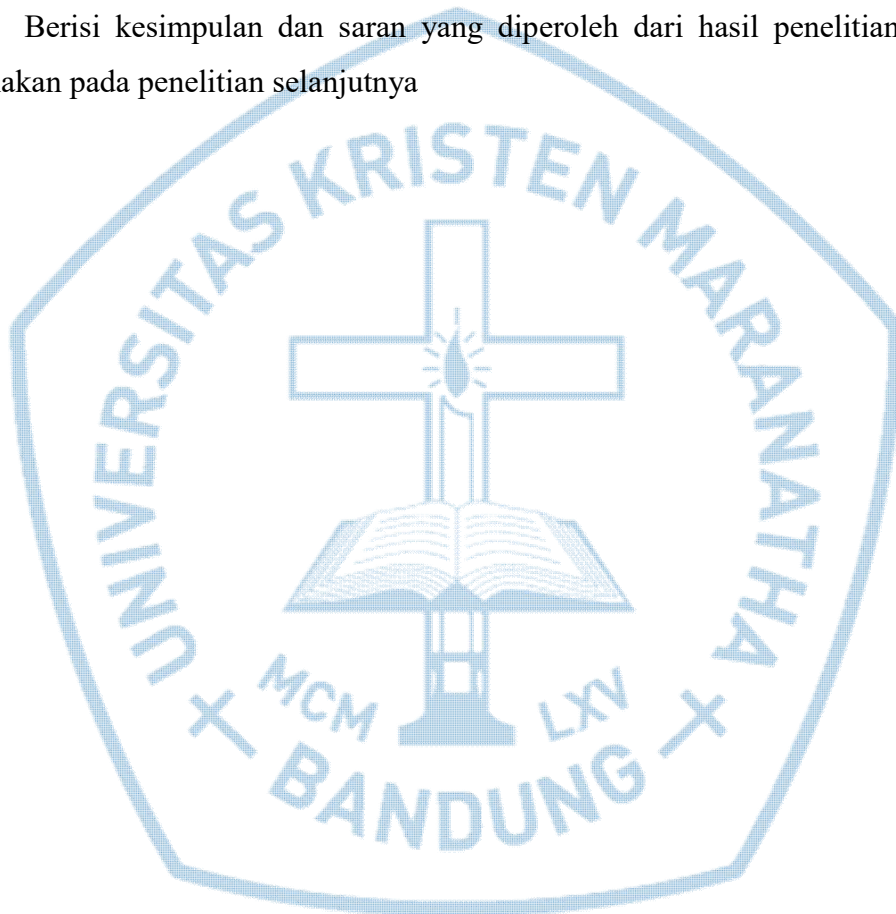 Berisi kesimpulan dan saran yang diperoleh dari hasil penelitian
akan pada penelitian selanjutnya
UNIVERSITAS KRISTEN MARANATHA
MCM LXV
BANDUNG